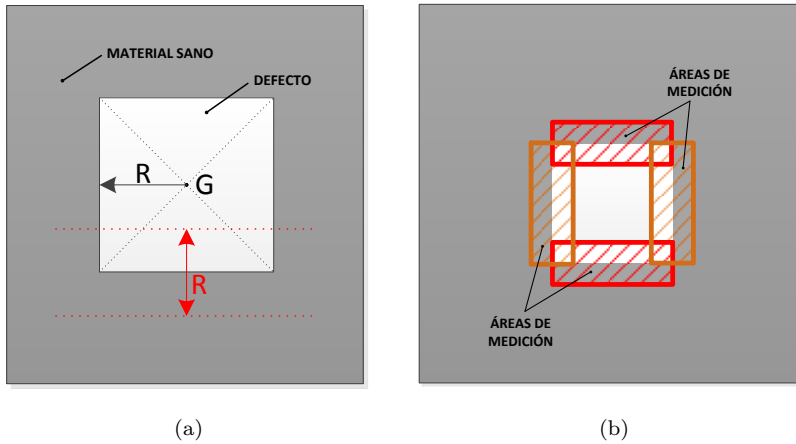 MATERIAL SANO
DEFECTO
R
G
R
(a)
ÁREAS DE
MEDICIÓN
ÁREAS DE
MEDICIÓN
(b)